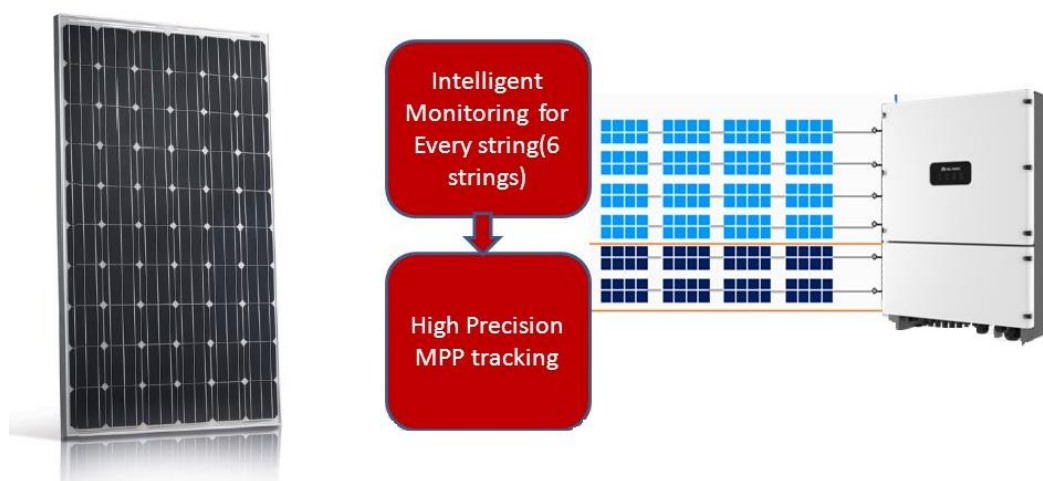 Intelligent
Monitoring for
Every string(6
strings)
High Precision
MPP tracking